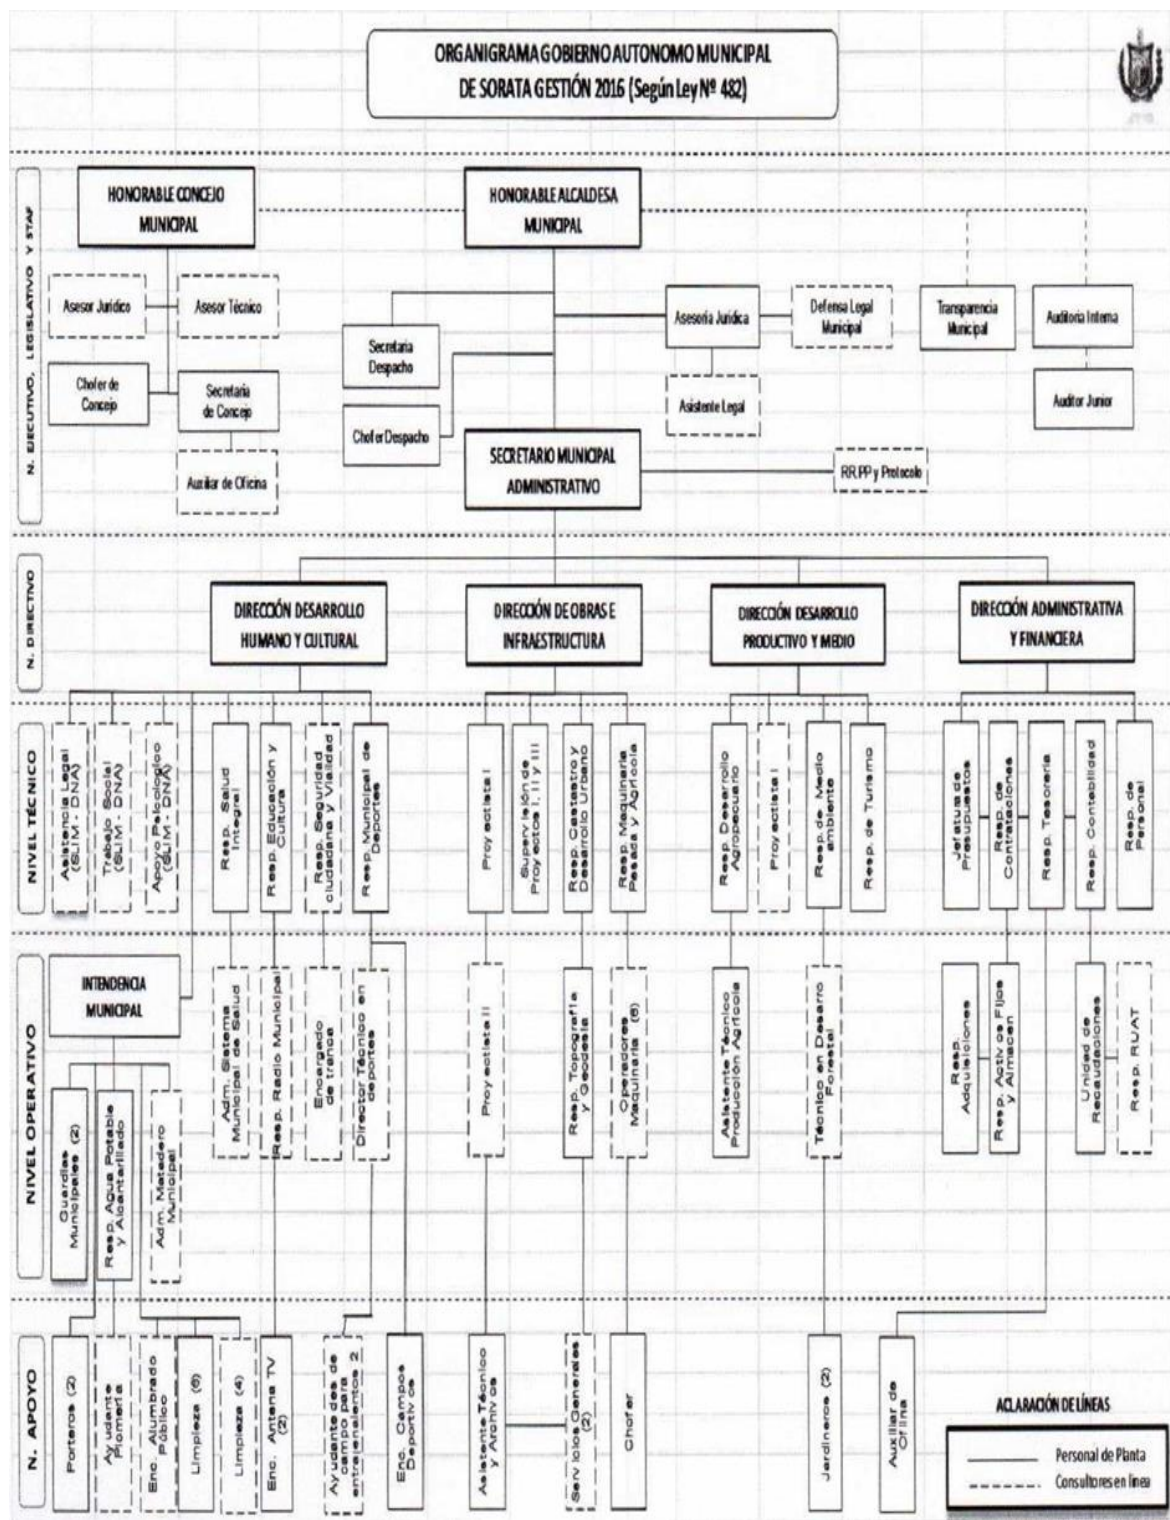 ORGANIGRAMA GOBIERNO AUTONOMO MUNICIPAL
DE SORATA GESTIÓN 2016 (Según Ley Nº 482)
N. EJECUTIVO, LEGISLATIVO Y STAF
HONORABLE CONCEJO
MUNICIPAL
HONORABLE ALCALDESA
MUNICIPAL
Asesor Jurídico
Asesor Técnico
Chofer de
Concejo
Secretaria
de Concejo
Auxiliar de Oficina
Secretaria
Despacho
Chofer Despacho
Asesoría Jurídica
Defensa Legal
Municipal
Asistente Legal
Transparencia
Municipal
Auditoria Interna
Auditor Junior
SECRETARIO MUNICIPAL
ADMINISTRATIVO
RR.PP y Protocolo
N. DIRECTIVO
DIRECCIÓN DESARROLLO
HUMANO Y CULTURAL
DIRECCIÓN DE OBRAS E
INFRAESTRUCTURA
DIRECCIÓN DESARROLLO
PRODUCTIVO Y MEDIO
DIRECCIÓN ADMINISTRATIVA
Y FINANCIERA
NIVEL TÉCNICO
Asistencia Legal
(SLIM - DNA)
Trabajo Social
(SLIM - DNA)
Apoyo Psicologico
(SLIM - DNA)
Resp. Salud
Integral
Resp. Educación y
Cultura
Resp. Seguridad
ciudadana y Vialidad
Resp. Municipal de
Deportes
Proyectista I
Supervisión de
Proyectos I, II y III
Resp. Castastro y
Desarrollo Urbano
Resp. Maquinaria
Pesada y Agrícola
Resp. Desarrollo
Agropecuario
Proyectista I
Resp. de Medio
ambiente
Resp. de Turismo
Jefatura de
Presupuestos
Resp. de
Contrataciones
Resp. Tesorería
Resp. Contabilidad
Resp. de
Personal
NIVEL OPERATIVO
INTENDENCIA
MUNICIPAL
Guardias
Municipales (2)
Resp. Agua Potable
y Alcantarillado
Adm. Matadero
Municipal
Adm. Sistema
Municipal de Salud
Resp. Radio Municipal
Encargado
de tranca
Director Técnico en
deportes
Proyectista II
Resp. Topografía
y Geodesia
Operadores
Maquinaria (6)
Asistente Técnico
Producción Agrícola
Técnico en Desarro
Forestal
Resp.
Adquisiciones
Resp. Activos Fijos
y Almacen
Unidad de
Recaudaciones
Resp. RUAT
N. APOYO
Porteros (2)
Ayudante
Plomería
Enc. Alumbrado
Público
Limpieza (6)
Limpieza (4)
Enc. Antena TV
(2)
Ayudantes des de
campo para
entrajenalentos 2
Enc. Campos
Deportivos
Asistente Técnico
y Archivos
Servicios Generales
(2)
Chofer
Jardineros (2)
Auxiliar de
Ofiina
ACLARACIÓN DE LÍNEAS
Personal de Planta
Consultores en línea